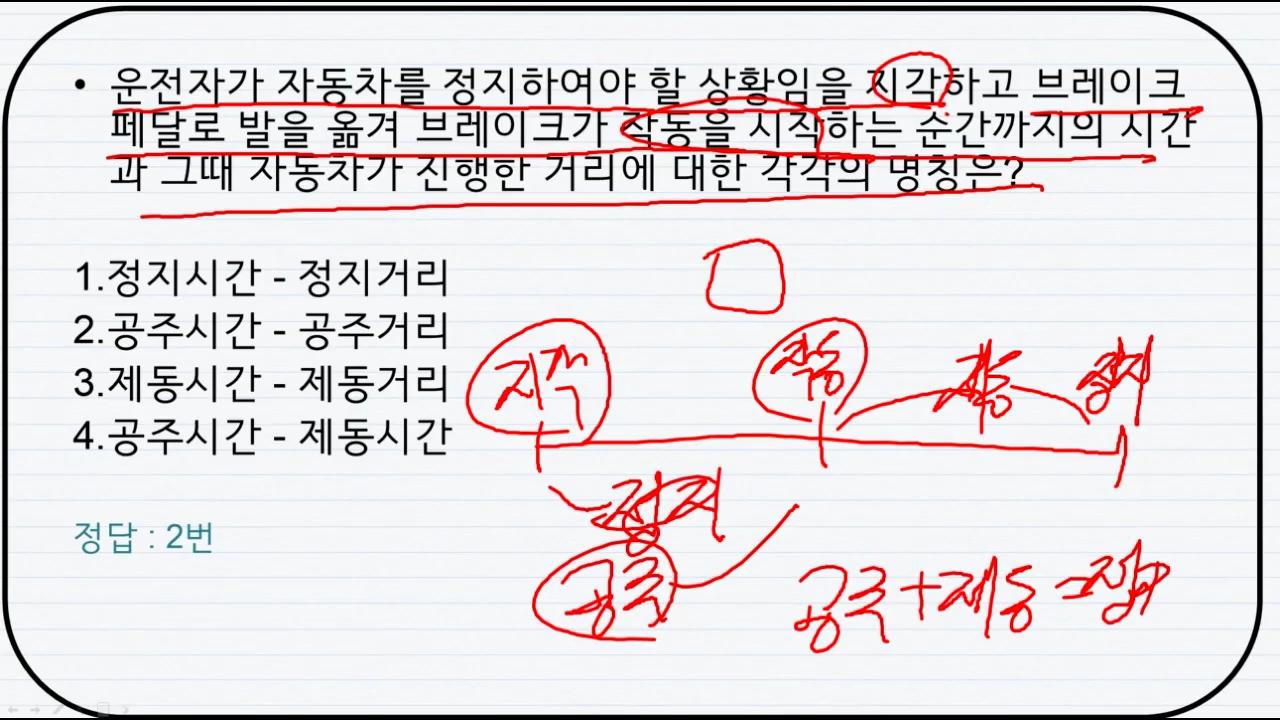 • 운전자가 자동차를 정지하여야 할 상황임을 지각하고 브레이크
페달로 발을 옮겨 브레이크가 작동을 시작하는 순간까지의 시간
과 그때 자동차가 진행한 거리에 대한 각각의 명칭은?
1.정지시간 - 정지거리
2.공주시간 - 공주거리
3.제동시간 - 제동거리
4.공주시간 - 제동시간
정답 : 2번
지각 작동 정지
공주
공주+제동=정지